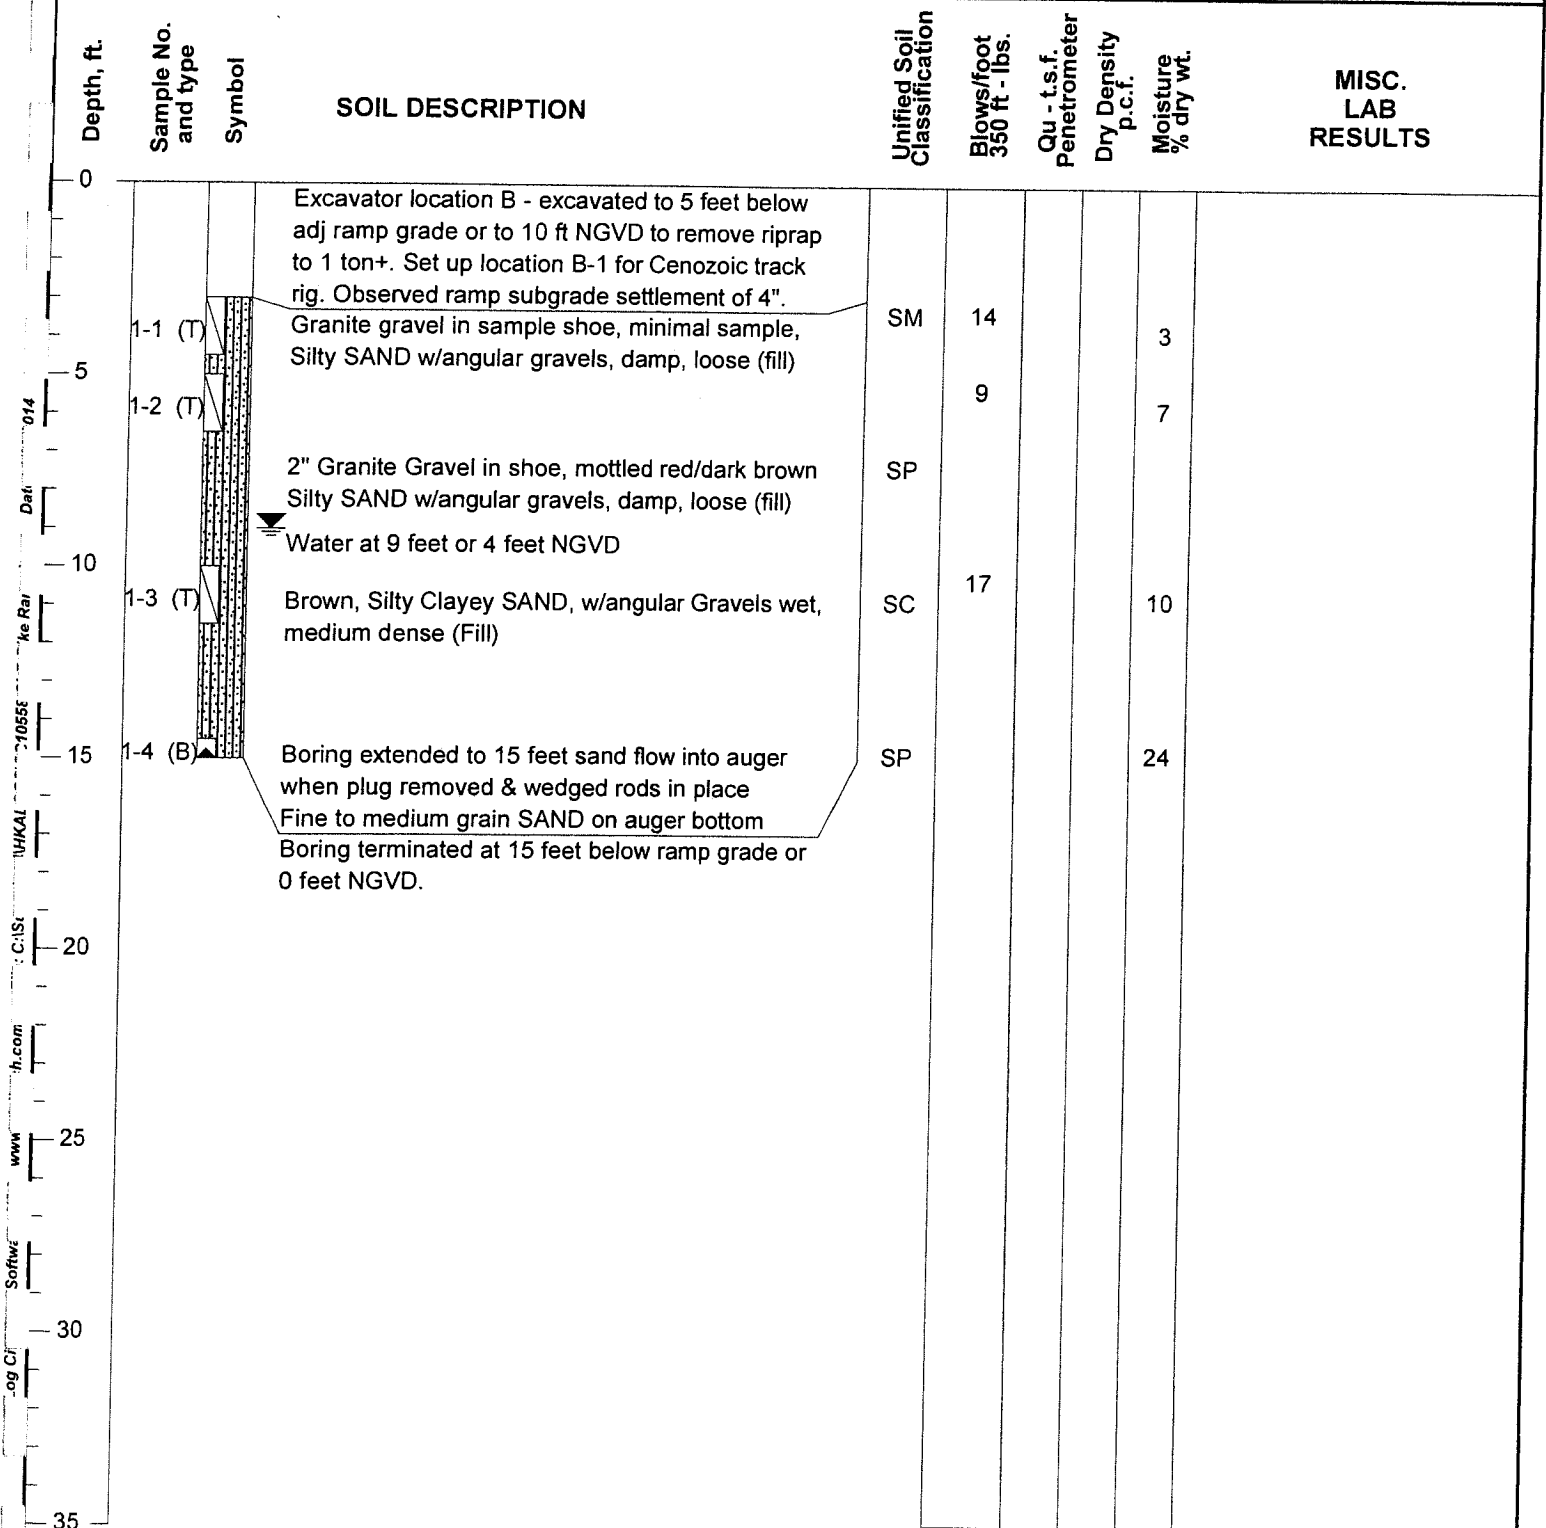 Depth, ft.
Sample No.
and type
Symbol
SOIL DESCRIPTION
Unified Soil
Classification
Blows/foot
350 ft - lbs.
Qu - t.s.f.
Penetrometer
Dry Density
p.c.f.
Moisture
% dry wt.
MISC.
LAB
RESULTS
0
Excavator location B - excavated to 5 feet below
adj ramp grade or to 10 ft NGVD to remove riprap
to 1 ton+. Set up location B-1 for Cenozoic track
rig. Observed ramp subgrade settlement of 4".
1-1 (T)
Granite gravel in sample shoe, minimal sample,
Silty SAND w/angular gravels, damp, loose (fill)
SM
14
3
5
1-2 (T)
9
7
2" Granite Gravel in shoe, mottled red/dark brown
Silty SAND w/angular gravels, damp, loose (fill)
SP
Water at 9 feet or 4 feet NGVD
10
1-3 (T)
Brown, Silty Clayey SAND, w/angular Gravels wet,
medium dense (Fill)
SC
17
10
15
1-4 (B)
Boring extended to 15 feet sand flow into auger
when plug removed & wedged rods in place
Fine to medium grain SAND on auger bottom
SP
24
Boring terminated at 15 feet below ramp grade or
0 feet NGVD.
20
25
30
35
014
ke Rai
10558
h.com
www
Softwa